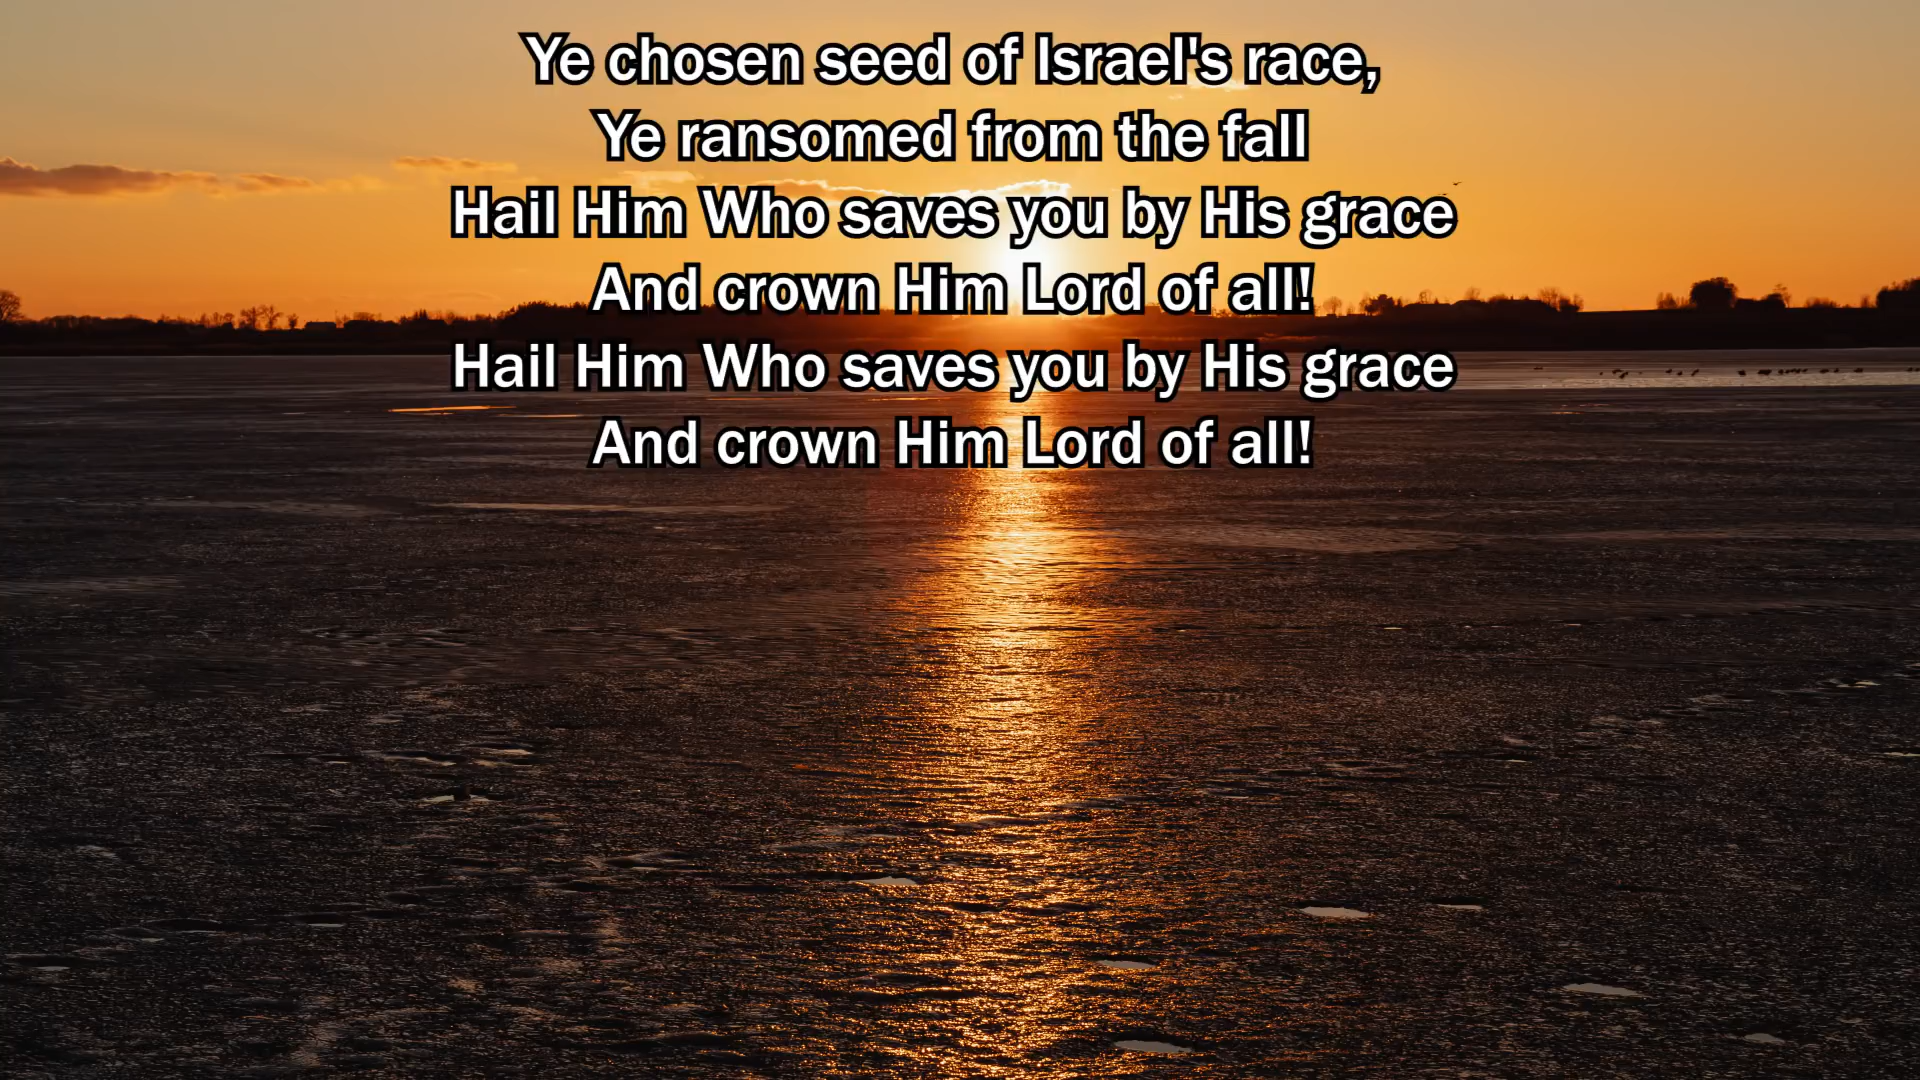 Ye chosen seed of Israel's race,
Ye ransomed from the fall
Hail Him Who saves you by His grace
And crown Him Lord of all!
Hail Him Who saves you by His grace
And crown Him Lord of all!